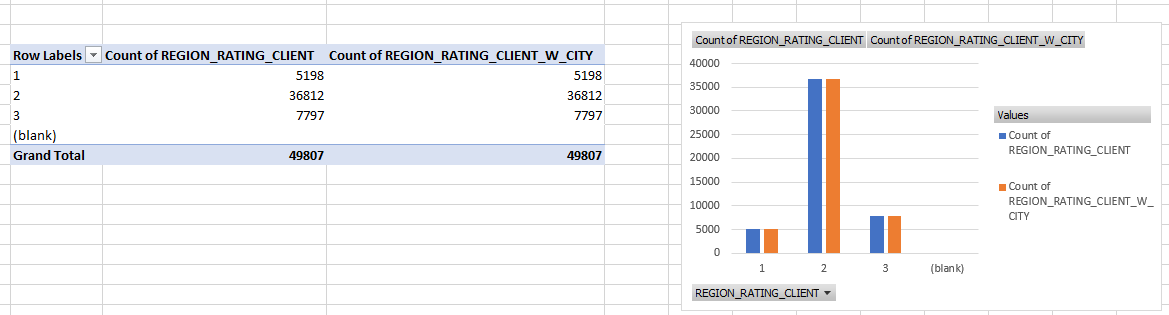 Row Labels Count of REGION_RATING_CLIENT Count of REGION_RATING_CLIENT_W_CITY
1 5198 5198
2 36812 36812
3 7797 7797
(blank)
Grand Total 49807 49807
Count of REGION_RATING_CLIENT Count of REGION_RATING_CLIENT_W_CITY
40000
35000
30000
25000
20000
15000
10000
5000
0
1 2 3 (blank)
Values
Count of
REGION_RATING_CLIENT
Count of
REGION_RATING_CLIENT_W_
CITY
REGION_RATING_CLIENT